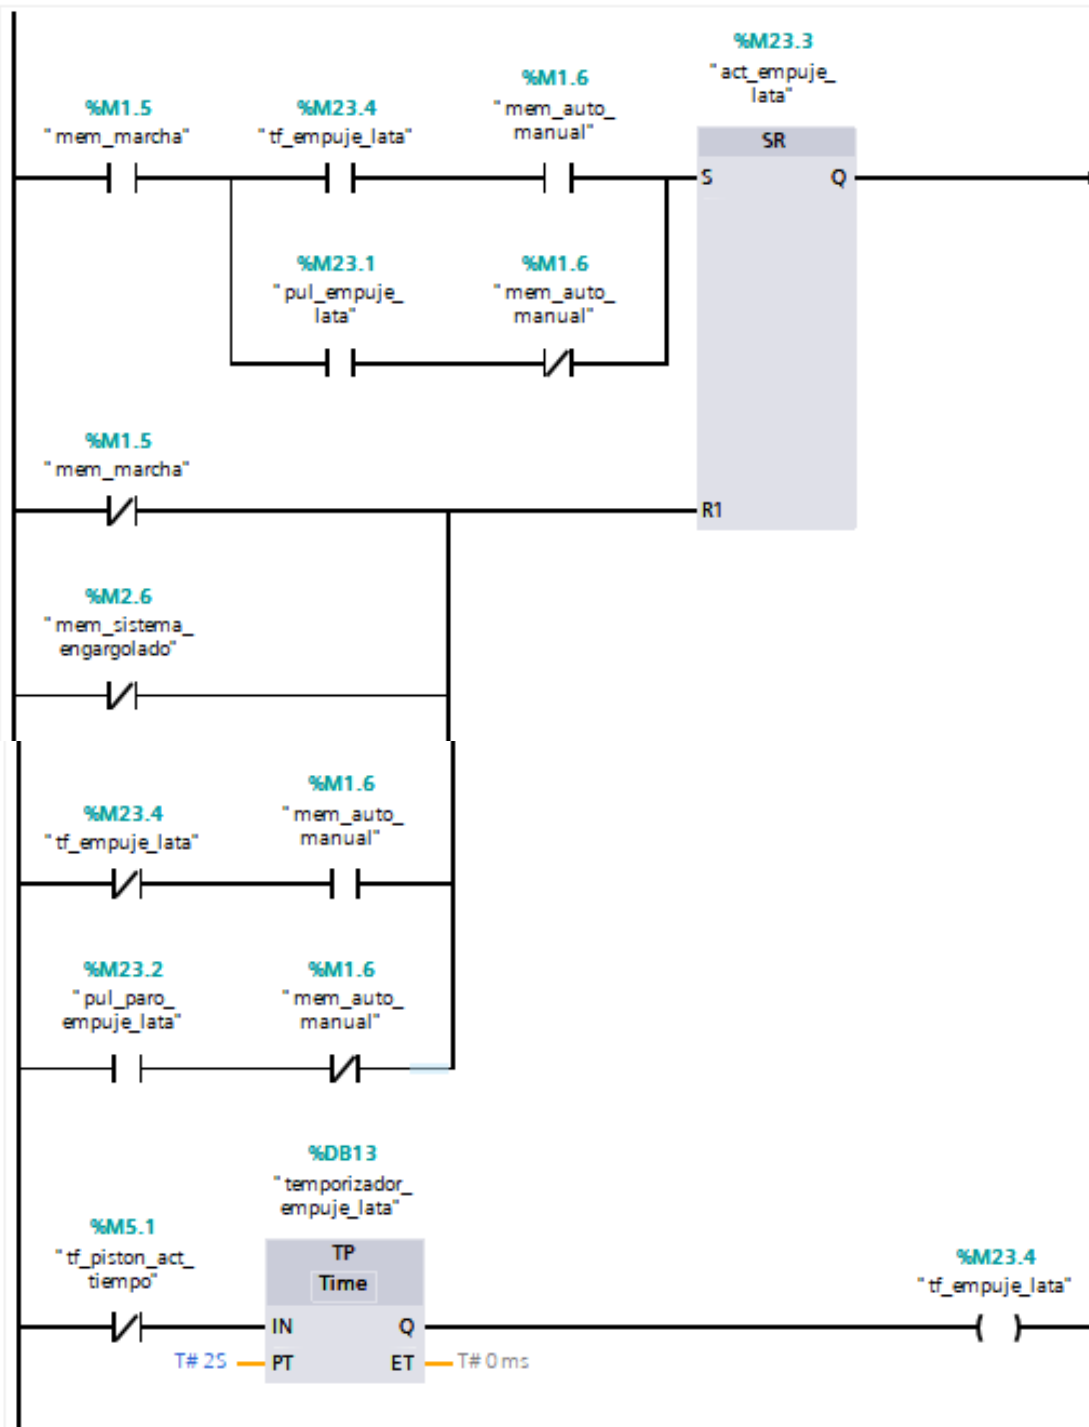 %M23.3
"act_empuje_
lata"
%M1.5
"mem_marcha"
%M23.4
"tf_empuje_lata"
%M1.6
"mem_auto_
manual"
SR
S
Q
%M23.1
"pul_empuje_
lata"
%M1.6
"mem_auto_
manual"
%M1.5
"mem_marcha"
R1
%M2.6
"mem_sistema_
engargolado"
%M23.4
"tf_empuje_lata"
%M1.6
"mem_auto_
manual"
%M23.2
"pul_paro_
empuje_lata"
%M1.6
"mem_auto_
manual"
%DB13
"temporizador_
empuje_lata"
%M5.1
"tf_piston_act_
tiempo"
TP
Time
IN
Q
T#2S
PT
ET
T#0ms
%M23.4
"tf_empuje_lata"